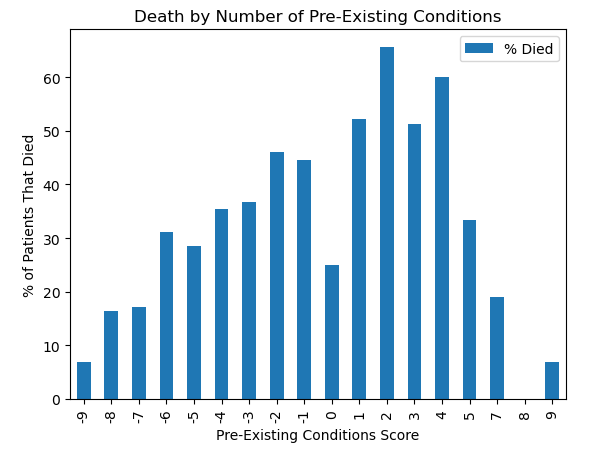 Death by Number of Pre-Existing Conditions
% Died
% of Patients That Died
60
50
40
30
20
10
0
-9 -8 -7 -6 -5 -4 -3 -2 -1 0 1 2 3 4 5 7 8 9
Pre-Existing Conditions Score